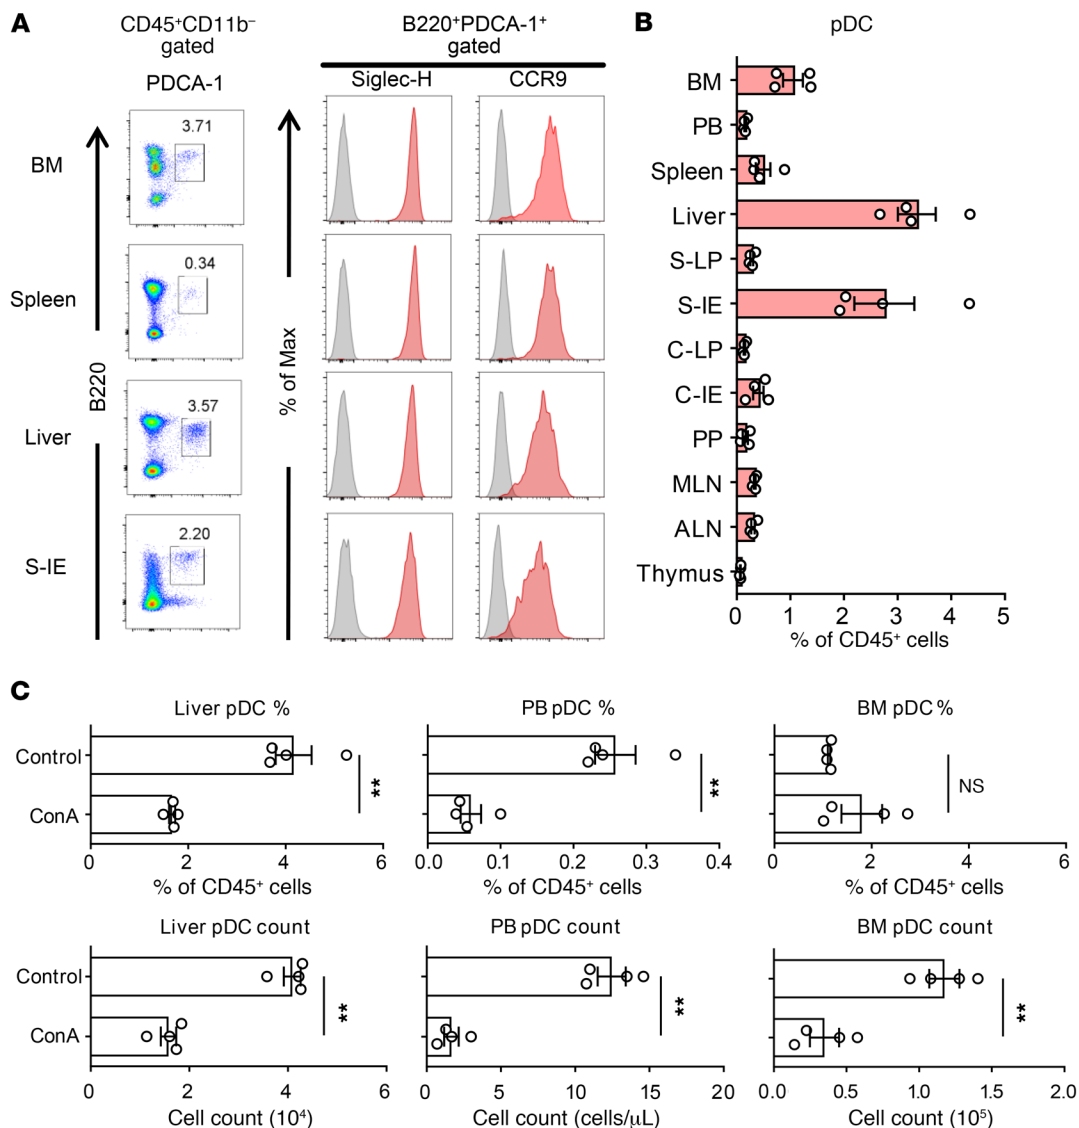 A
CD45⁺CD11b⁻
gated
PDCA-1
B220⁺PDCA-1⁺
gated
Siglec-H
CCR9
BM
3.71
Spleen
0.34
Liver
3.57
S-IE
2.20
B220
% of Max
B
pDC
BM
PB
Spleen
Liver
S-LP
S-IE
C-LP
C-IE
PP
MLN
ALN
Thymus
0 1 2 3 4 5
% of CD45⁺ cells
C
Liver pDC %
Control
ConA
**
0 2 4 6
% of CD45⁺ cells
PB pDC %
**
0.0 0.1 0.2 0.3 0.4
% of CD45⁺ cells
BM pDC %
NS
0 2 4 6
% of CD45⁺ cells
Liver pDC count
Control
ConA
**
0 2 4 6
Cell count (10⁴)
PB pDC count
**
0 5 10 15 20
Cell count (cells/μL)
BM pDC count
**
0 0.5 1.0 1.5 2.0
Cell count (10⁵)